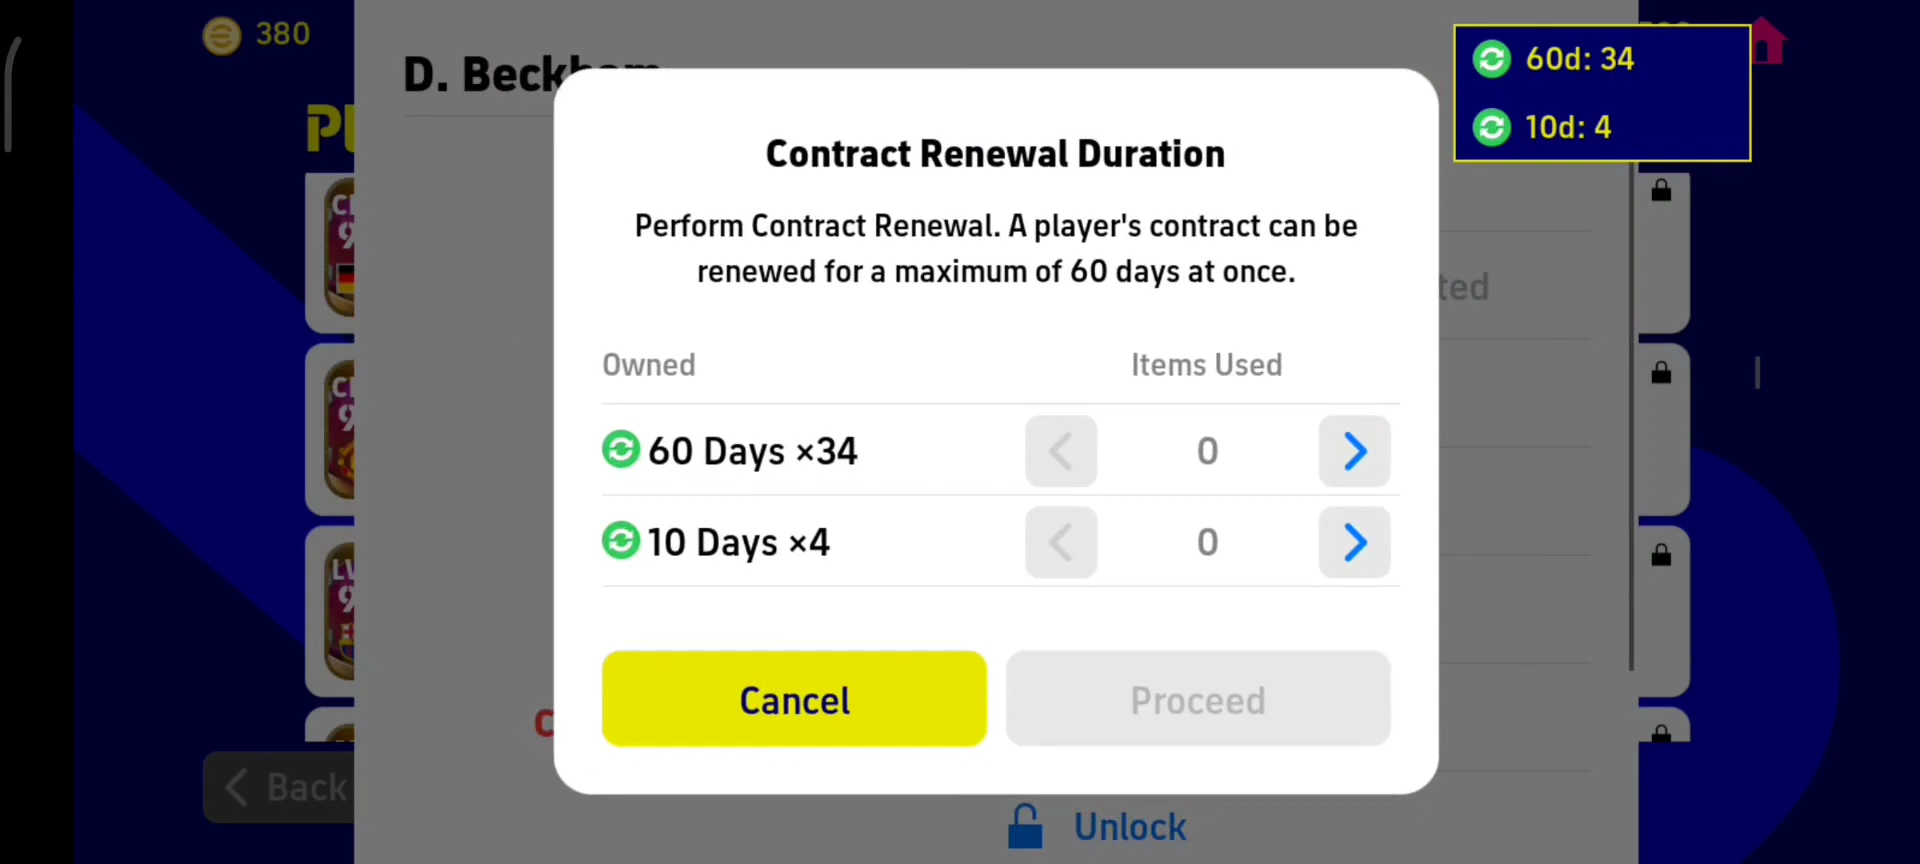 380
D. Beckham
60d: 34
10d: 4
Contract Renewal Duration
Perform Contract Renewal. A player's contract can be
renewed for a maximum of 60 days at once.
Owned Items Used
60 Days ×34 0
10 Days ×4 0
Cancel Proceed
Back
Unlock